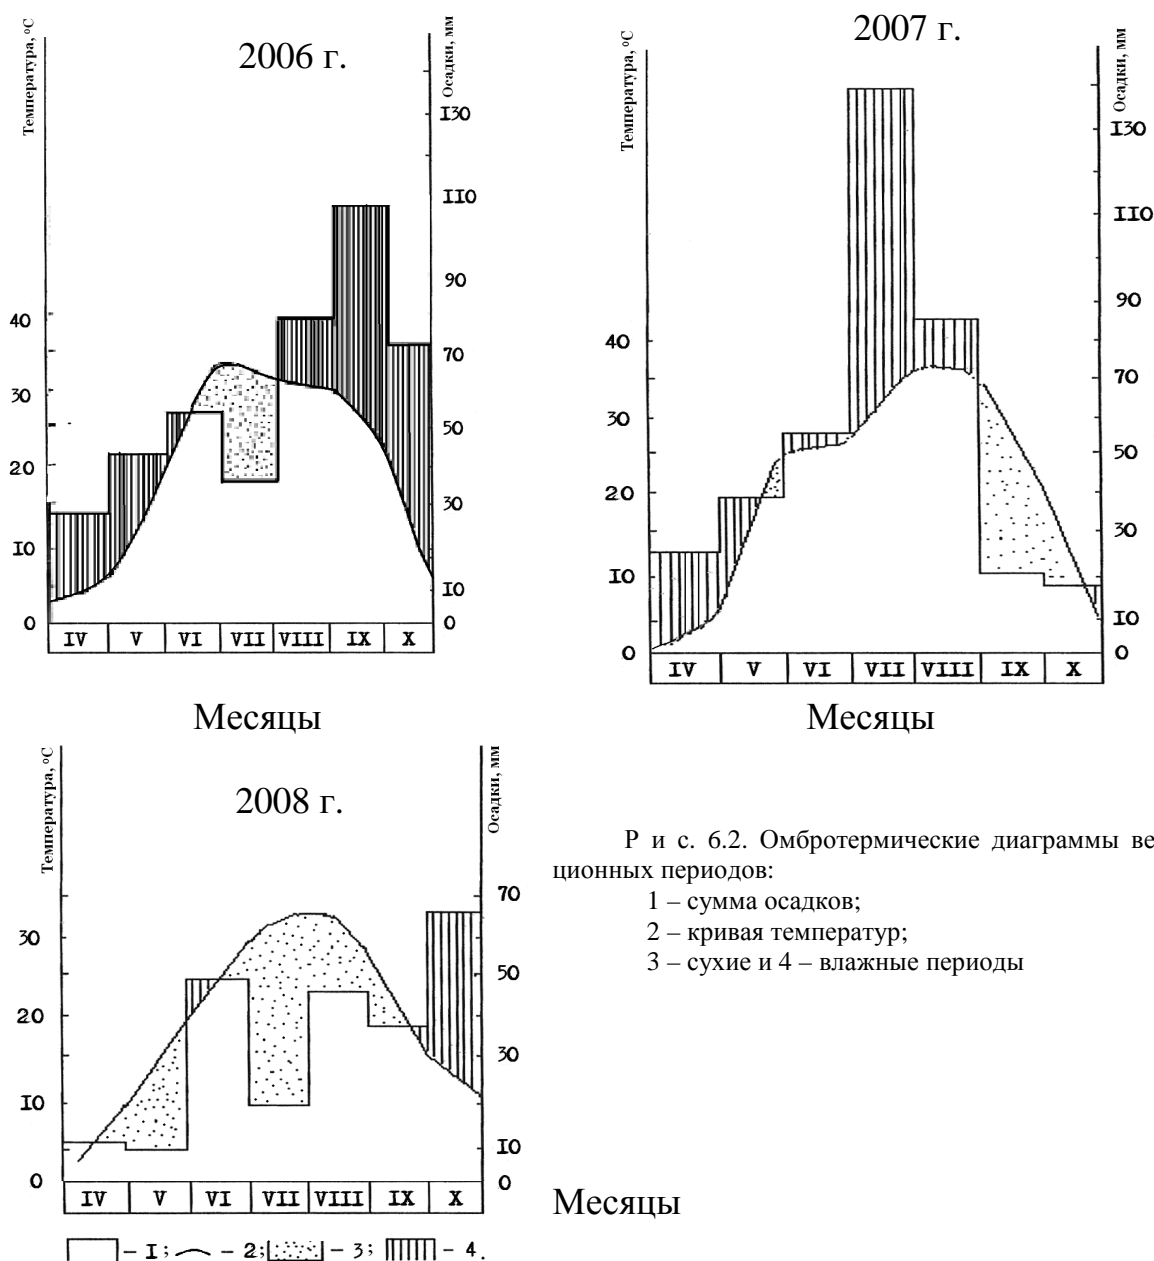 2006 г.
Температура, °С
Осадки, мм
130
110
90
70
50
30
10
0
40
30
20
10
0
IV V VI VII VIII IX X
Месяцы
2007 г.
Температура, °С
Осадки, мм
130
110
90
70
50
30
10
0
40
30
20
10
0
IV V VI VII VIII IX X
Месяцы
2008 г.
Температура, °С
Осадки, мм
70
50
30
10
0
30
20
10
0
IV V VI VII VIII IX X
Месяцы
- 1; - 2; - 3; - 4.
Р и с. 6.2. Омбротермические диаграммы ве
ционных периодов:
1 – сумма осадков;
2 – кривая температур;
3 – сухие и 4 – влажные периоды